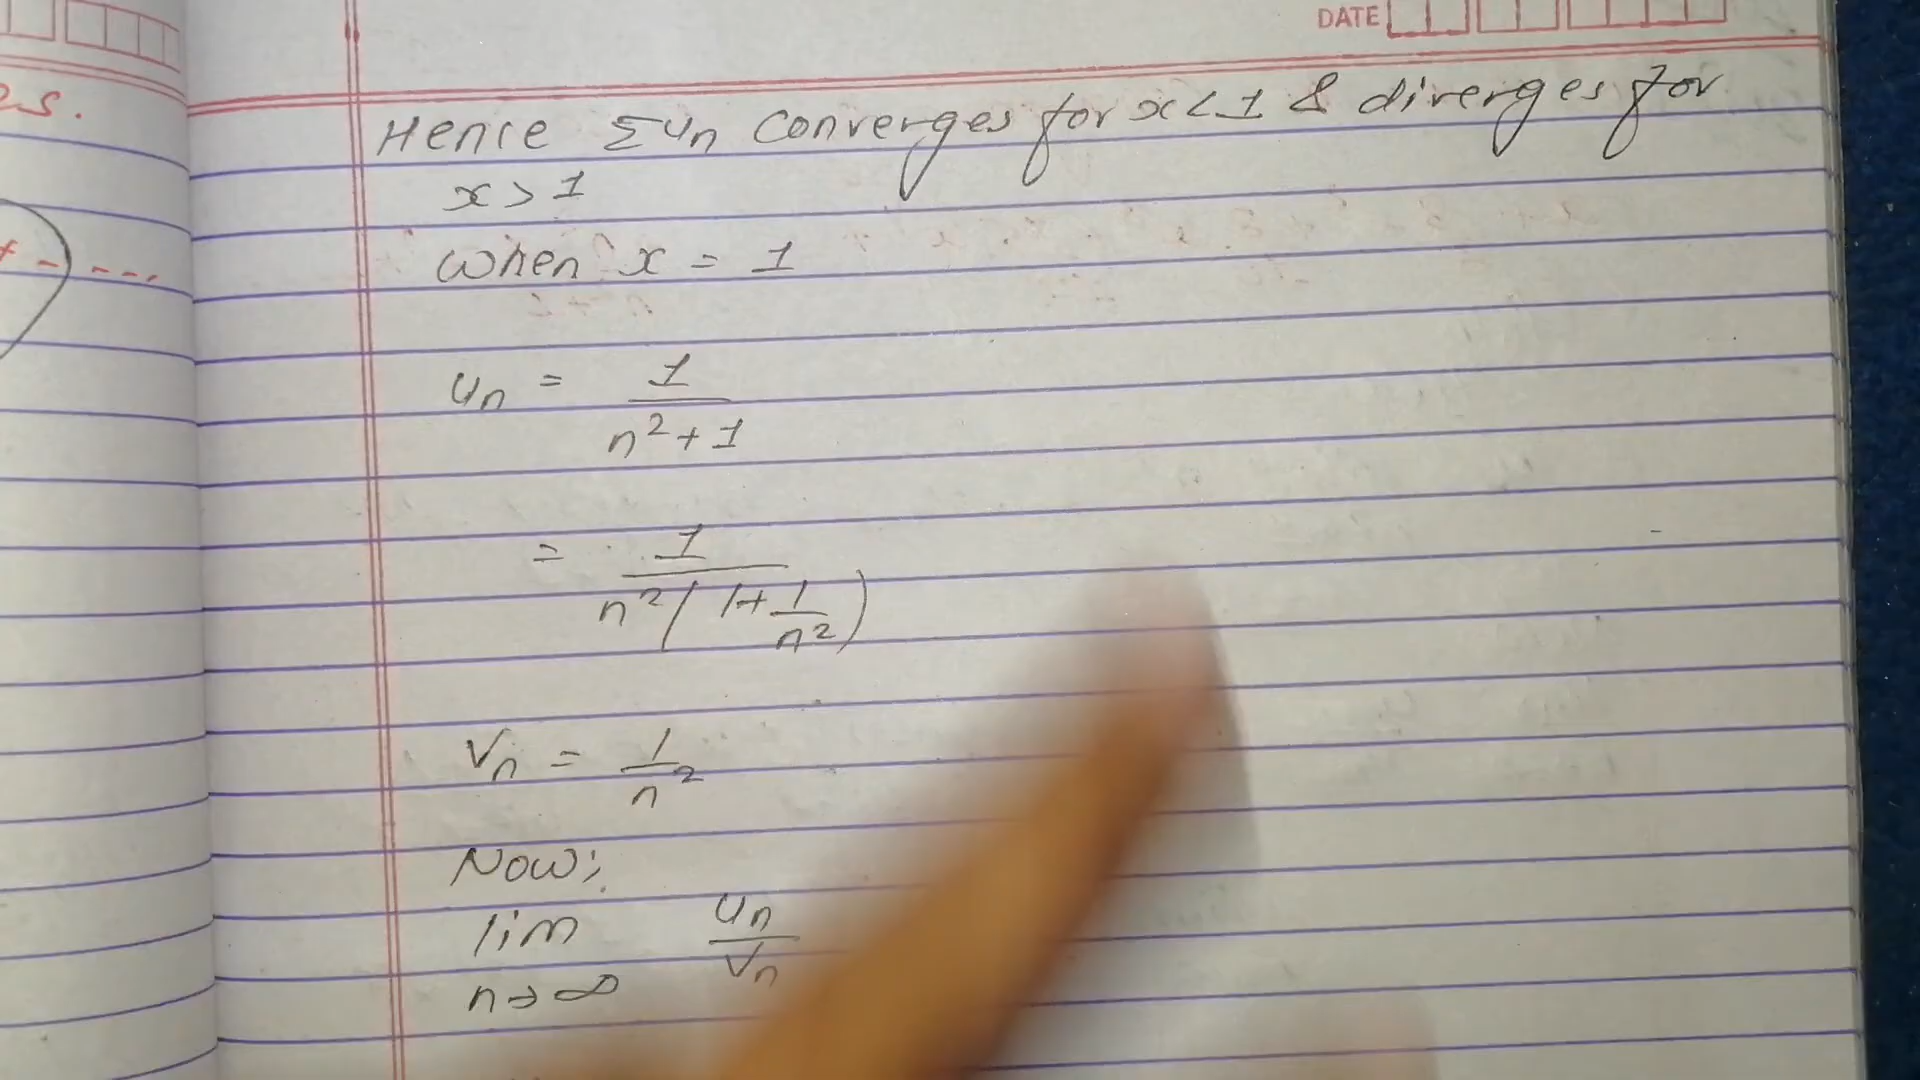 DATE
es.
Hence Σun converges for x<1 & diverges for
x > 1
+ - - - - -
when x = 1
un = 1
n² + 1
= 1
n² ( 1 + 1
n² )
Vn = 1
n²
Now;
lim un
n→∞ Vn